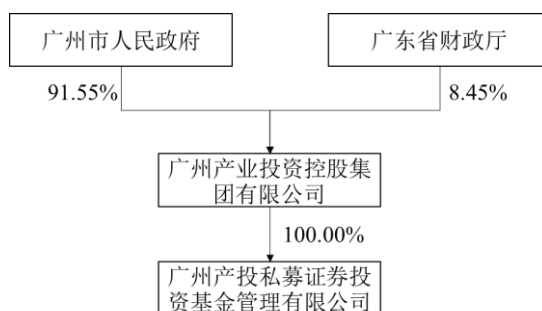 广州市人民政府
广东省财政厅
91.55%
8.45%
广州产业投资控股集
团有限公司
100.00%
广州产投私募证券投
资基金管理有限公司